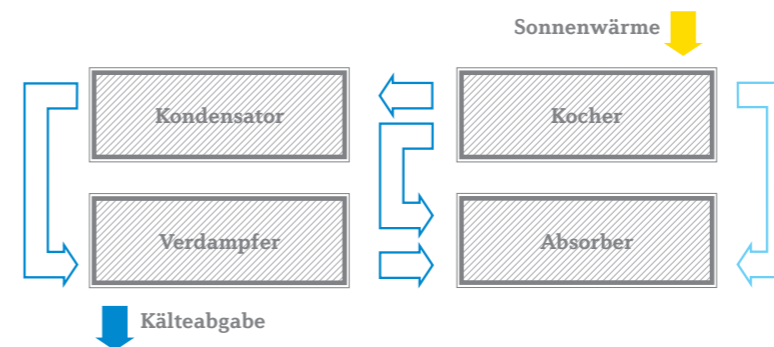 Sonnenwärme
Kondensator
Kocher
Verdampfer
Absorber
Kälteabgabe